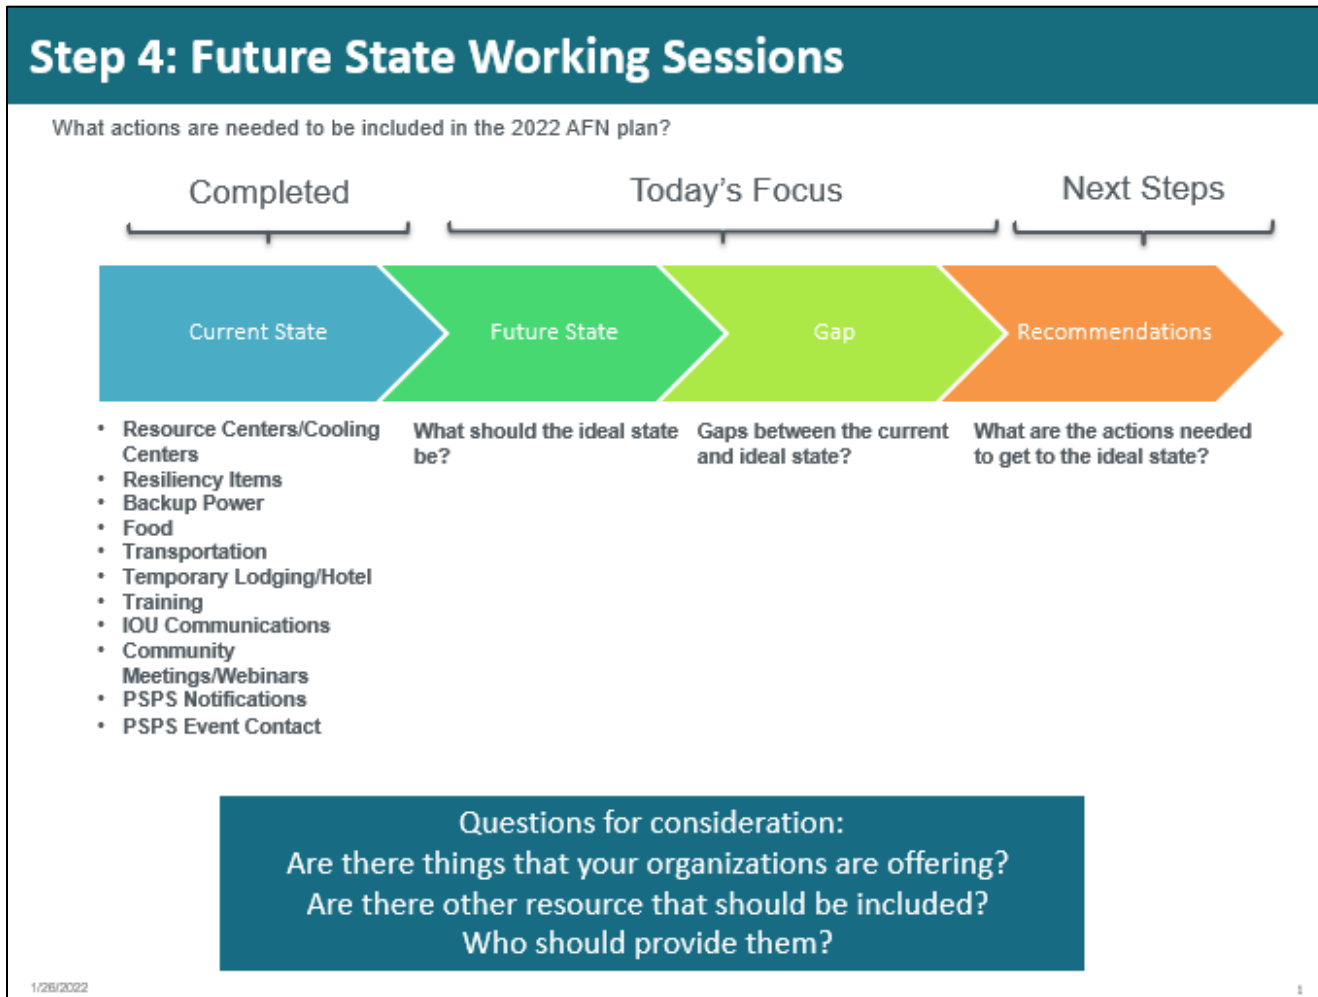 Step 4: Future State Working Sessions
What actions are needed to be included in the 2022 AFN plan?
Completed
Today's Focus
Next Steps
Current State
Future State
Gap
Recommendations
• Resource Centers/Cooling
Centers
• Resiliency Items
• Backup Power
• Food
• Transportation
• Temporary Lodging/Hotel
• Training
• IOU Communications
• Community
Meetings/Webinars
• PSPS Notifications
• PSPS Event Contact
What should the ideal state
be?
Gaps between the current
and ideal state?
What are the actions needed
to get to the ideal state?
Questions for consideration:
Are there things that your organizations are offering?
Are there other resource that should be included?
Who should provide them?
1/26/2022
1